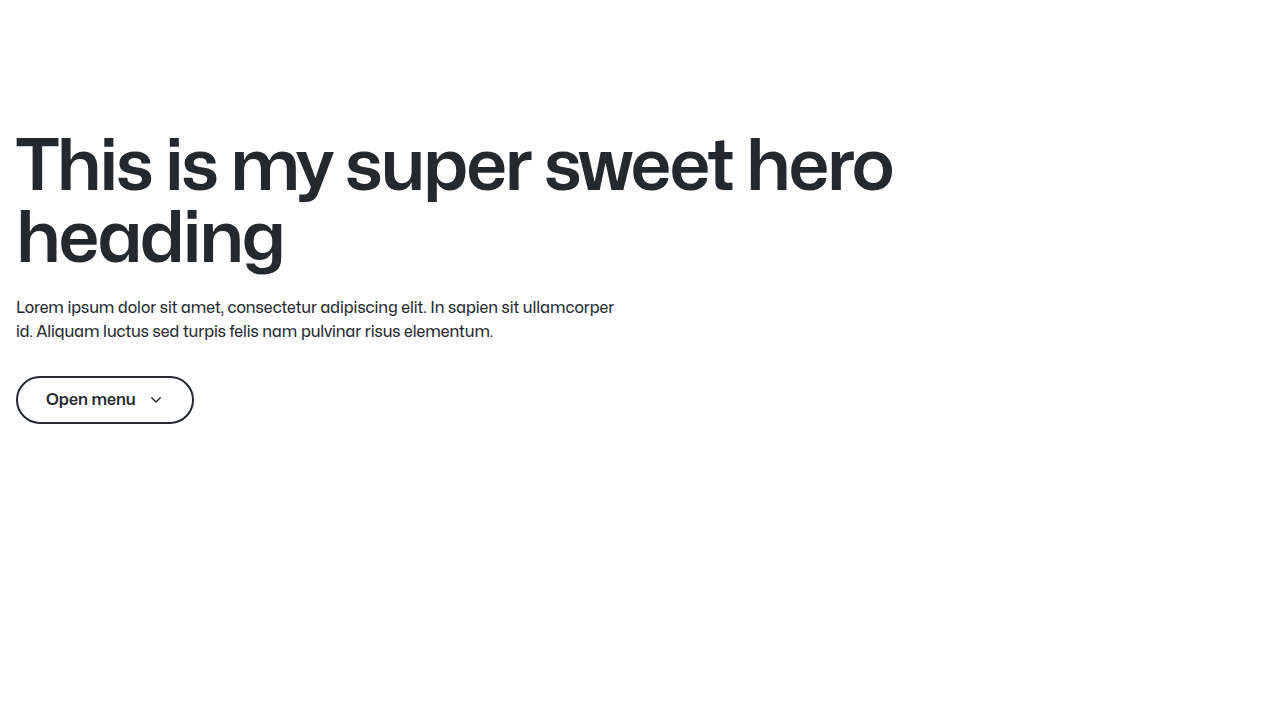 This is my super sweet hero
heading
Lorem ipsum dolor sit amet, consectetur adipiscing elit. In sapien sit ullamcorper
id. Aliquam luctus sed turpis felis nam pulvinar risus elementum.
Open menu